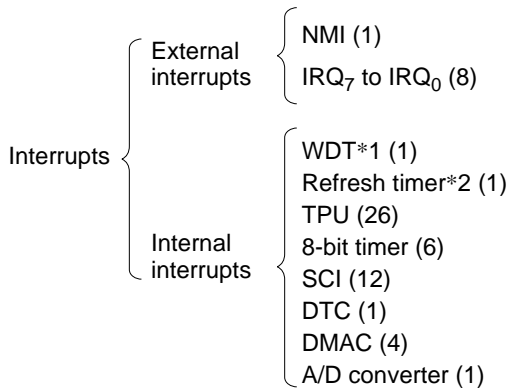 Interrupts
External
interrupts
NMI (1)
IRQ₇ to IRQ₀ (8)
Internal
interrupts
WDT*1 (1)
Refresh timer*2 (1)
TPU (26)
8-bit timer (6)
SCI (12)
DTC (1)
DMAC (4)
A/D converter (1)